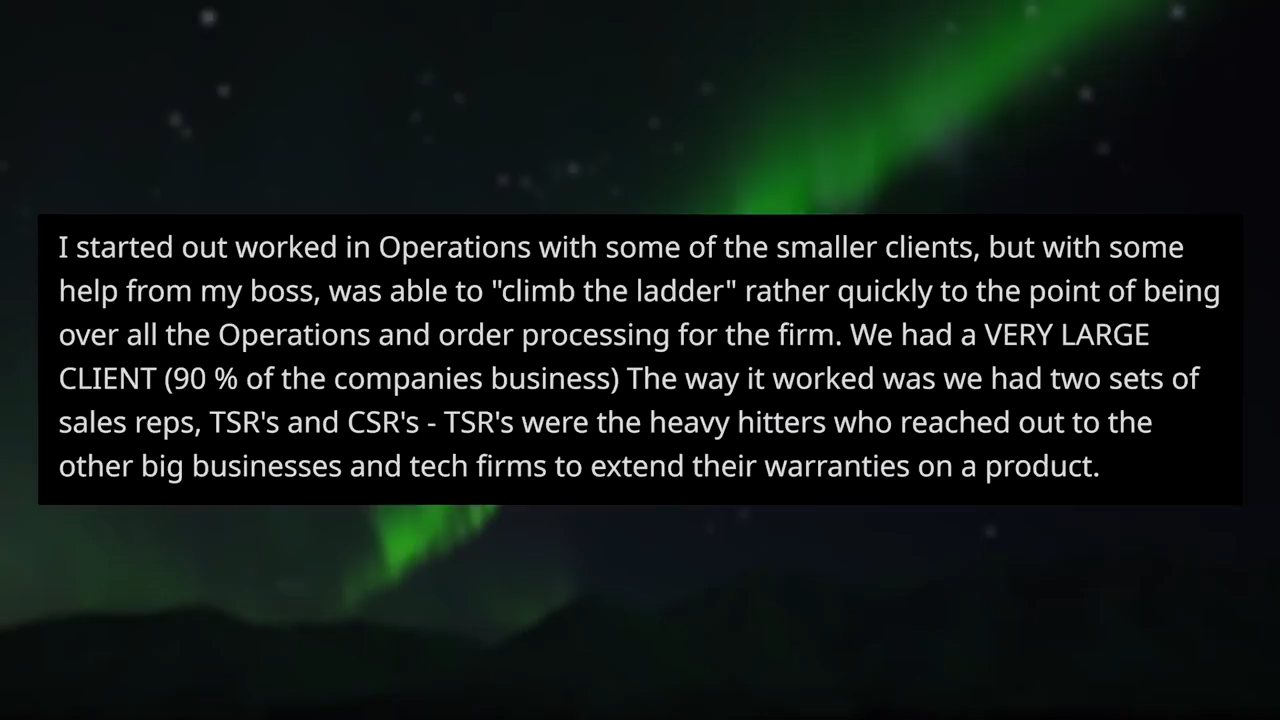 I started out worked in Operations with some of the smaller clients, but with some
help from my boss, was able to "climb the ladder" rather quickly to the point of being
over all the Operations and order processing for the firm. We had a VERY LARGE
CLIENT (90 % of the companies business) The way it worked was we had two sets of
sales reps, TSR's and CSR's - TSR's were the heavy hitters who reached out to the
other big businesses and tech firms to extend their warranties on a product.